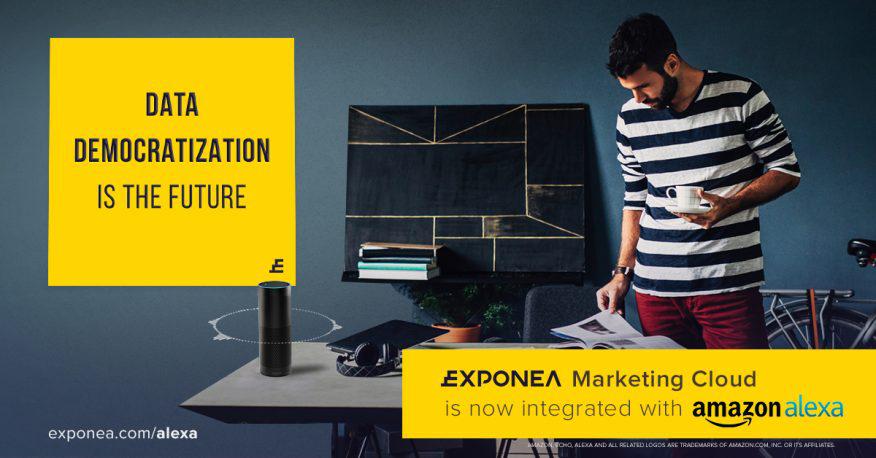 DATA
DEMOCRATIZATION
IS THE FUTURE
EXPONEA Marketing Cloud
is now integrated with amazon alexa
exponea.com/alexa
AMAZON, ECHO, ALEXA AND ALL RELATED LOGOS ARE TRADEMARKS OF AMAZON.COM, INC. OR ITS AFFILIATES.